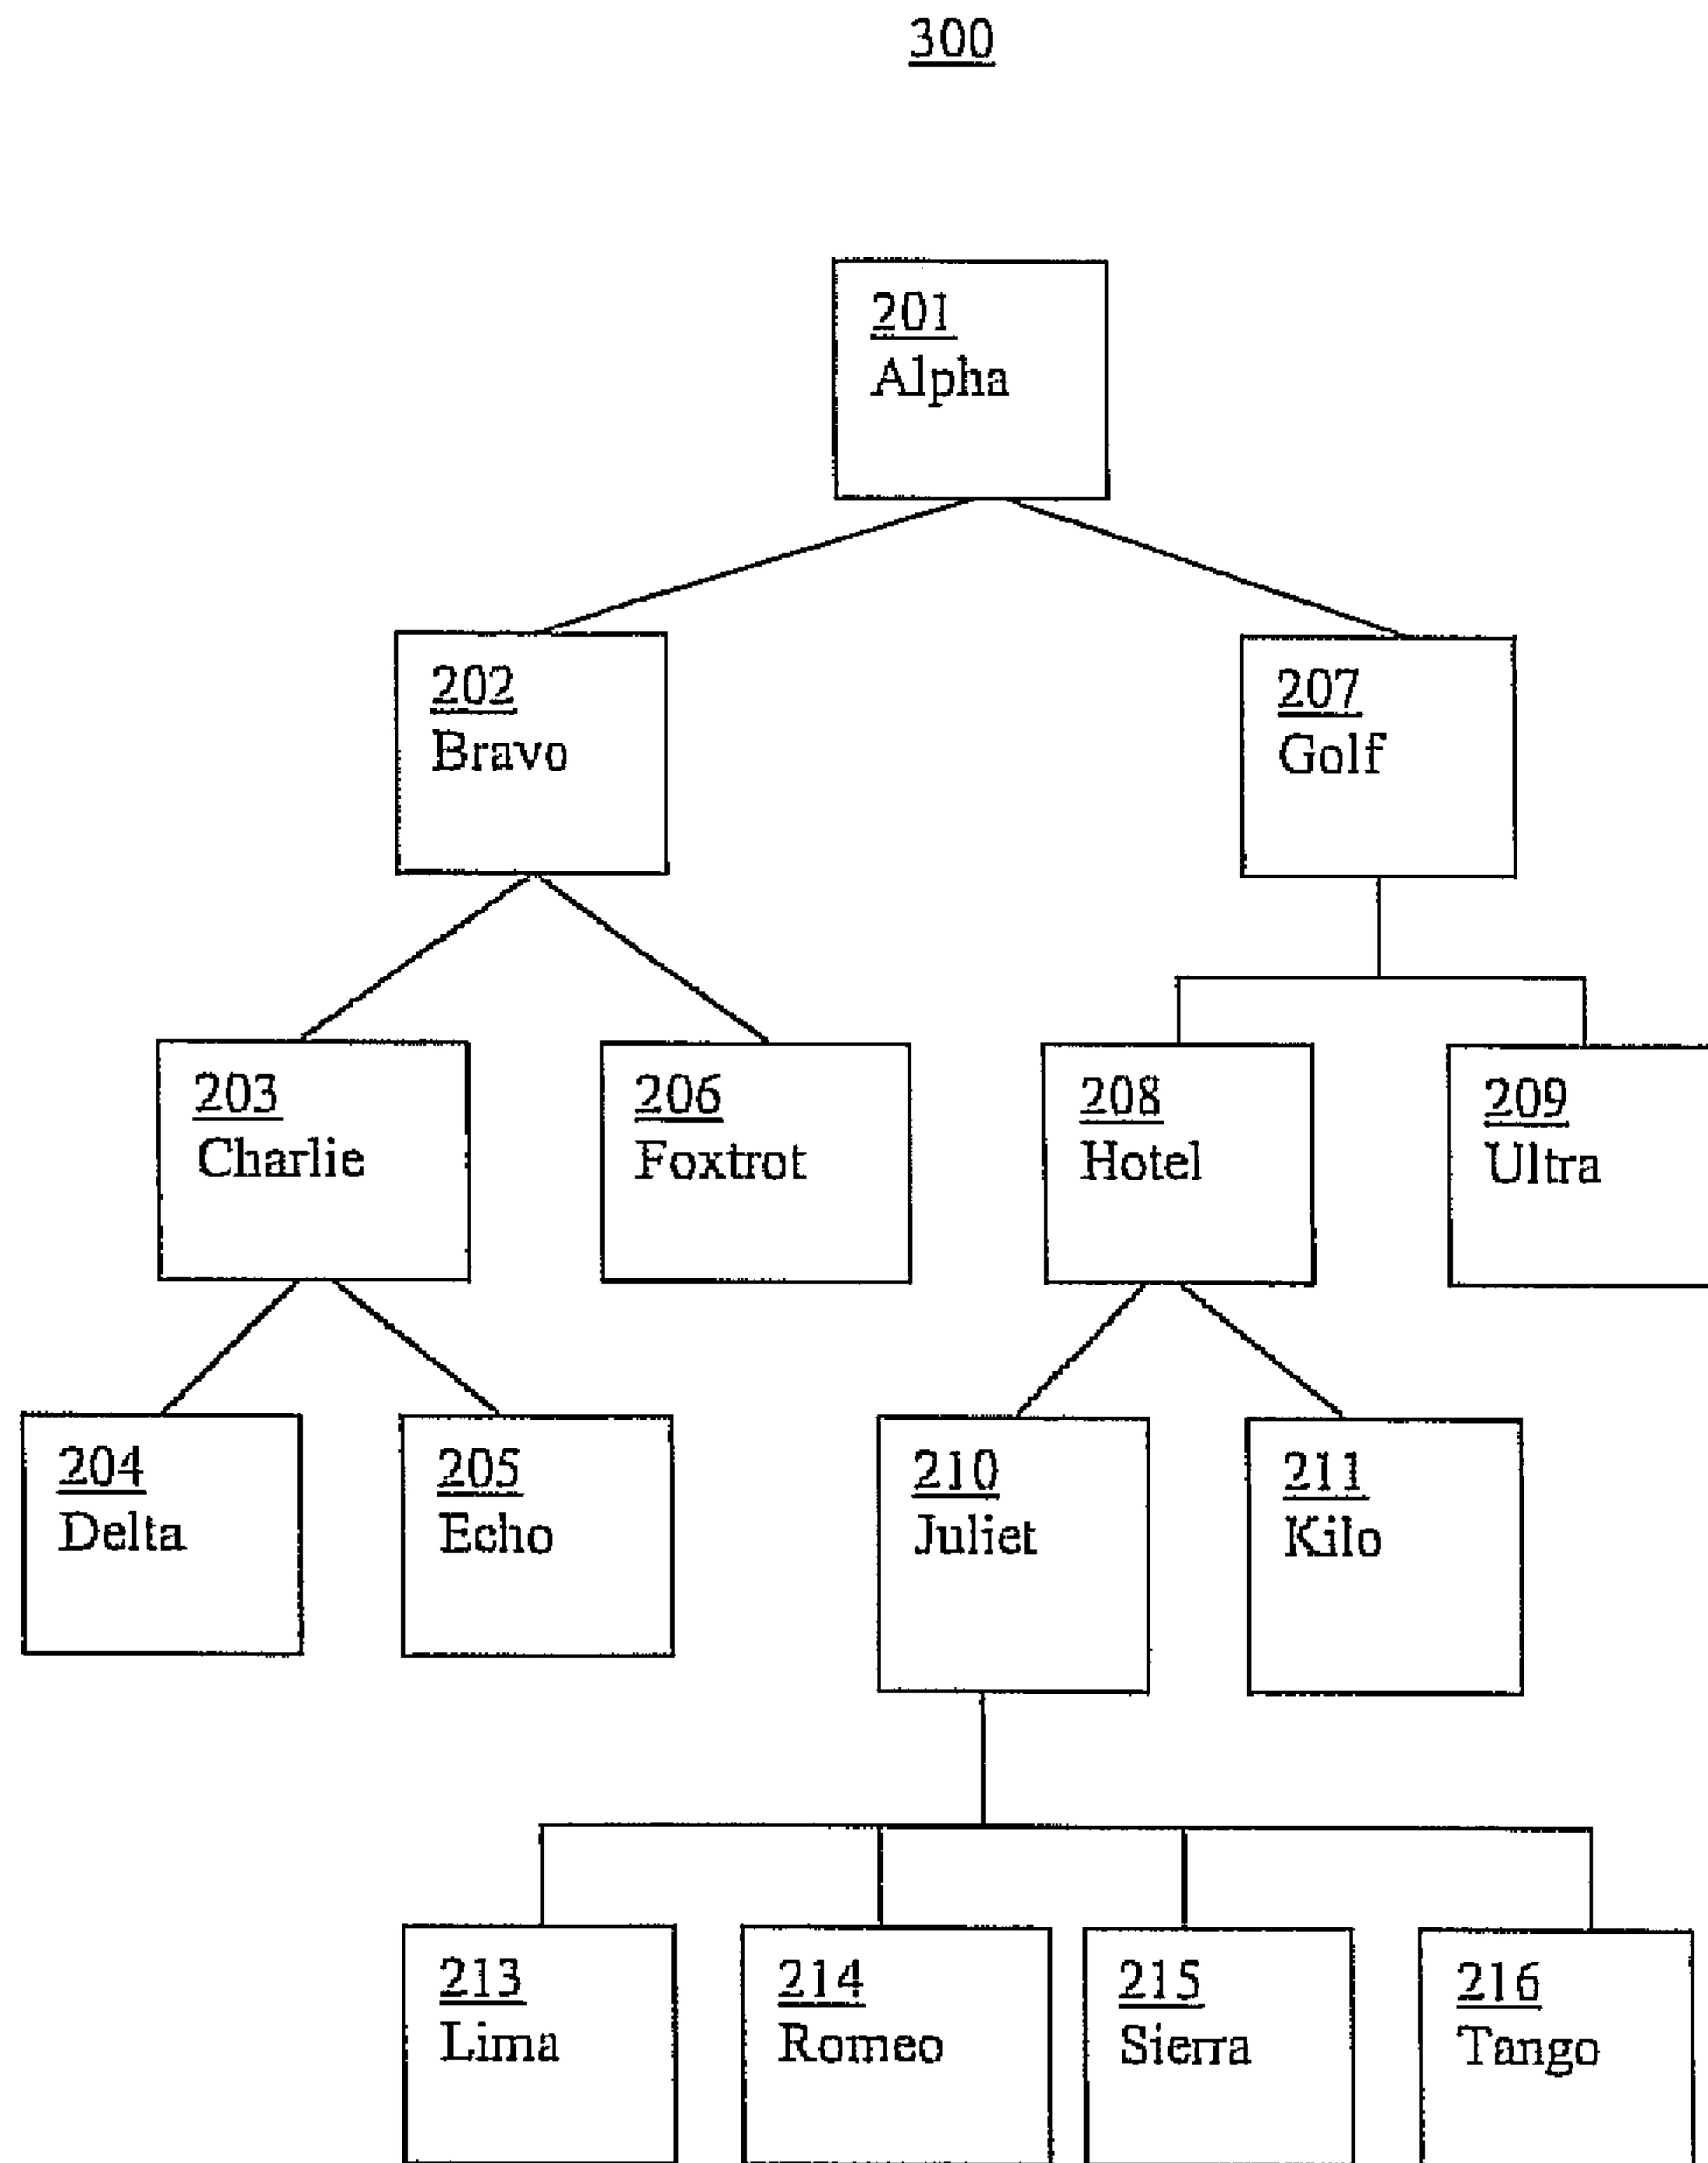 300
201
Alpha
202
Bravo
207
Golf
203
Charlie
206
Foxtrot
208
Hotel
209
Ultra
204
Delta
205
Echo
210
Juliet
211
Kilo
213
Lima
214
Romeo
215
Sierra
216
Tango